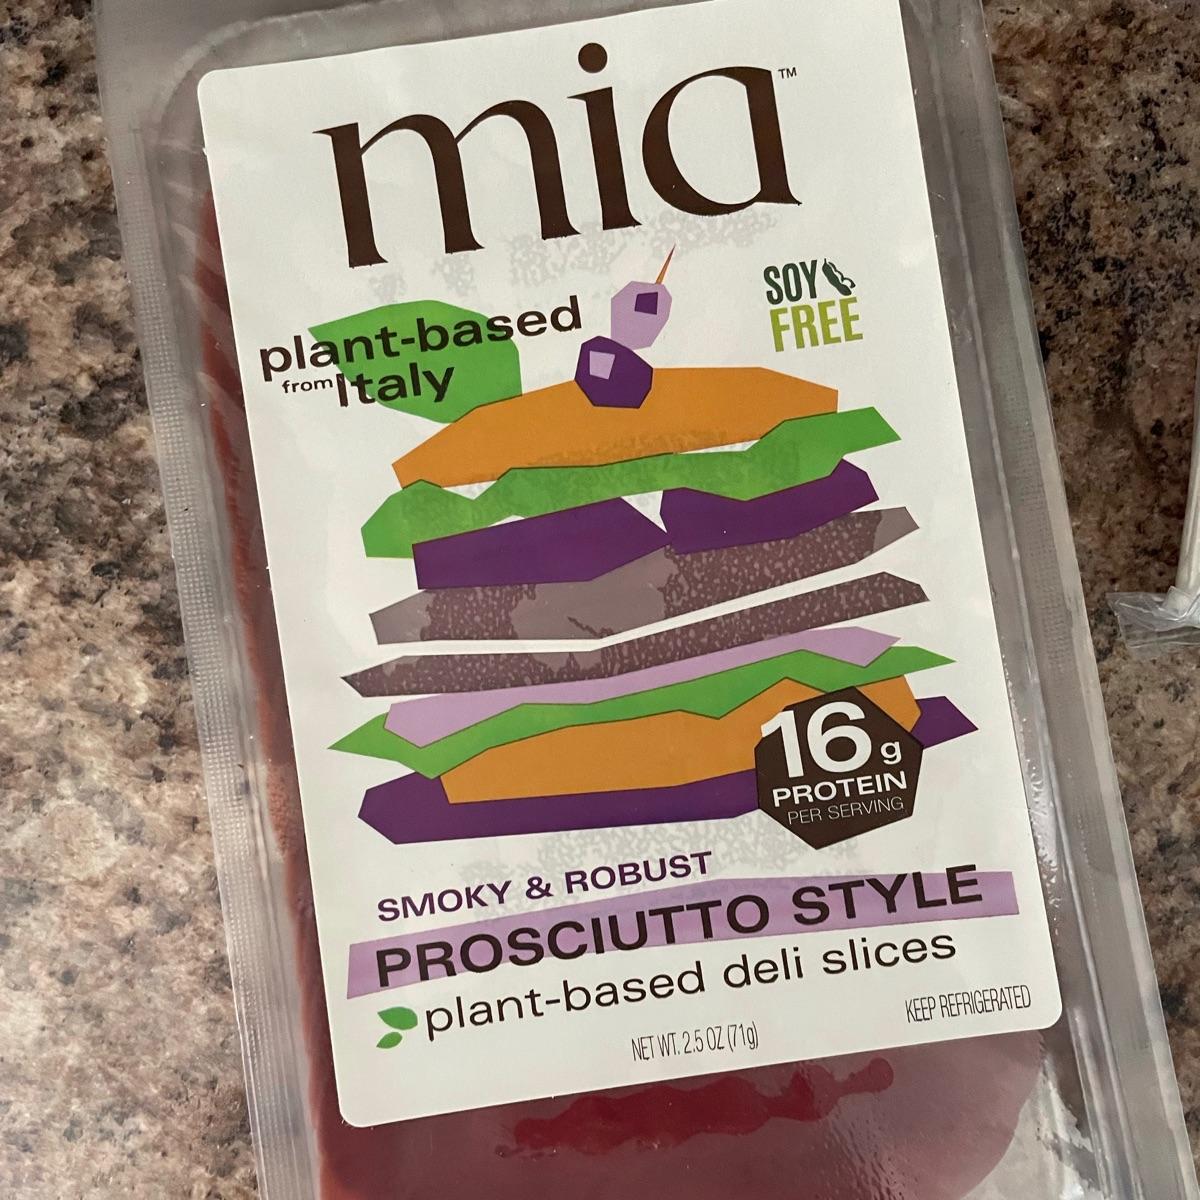 mia™
SOY
FREE
plant-based
from Italy
16g
PROTEIN
PER SERVING
SMOKY & ROBUST
PROSCIUTTO STYLE
plant-based deli slices
KEEP REFRIGERATED
NET WT. 2.5 OZ (71g)